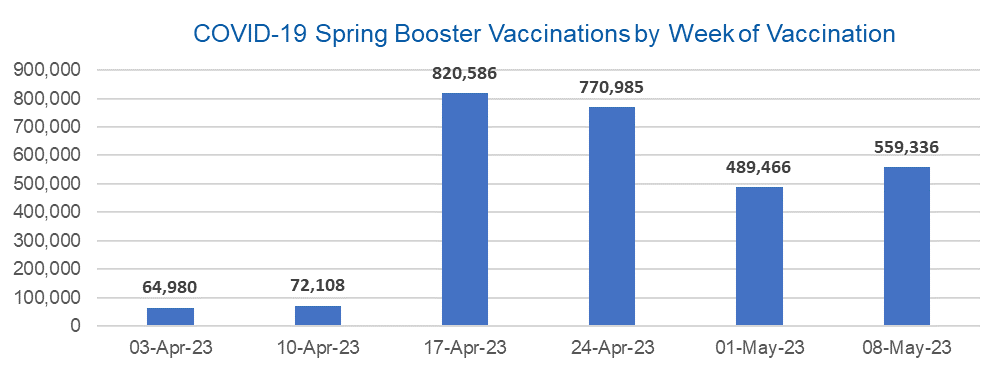 COVID-19 Spring Booster Vaccinations by Week of Vaccination
900,000
800,000
700,000
600,000
500,000
400,000
300,000
200,000
100,000
0
64,980
72,108
820,586
770,985
489,466
559,336
03-Apr-23
10-Apr-23
17-Apr-23
24-Apr-23
01-May-23
08-May-23